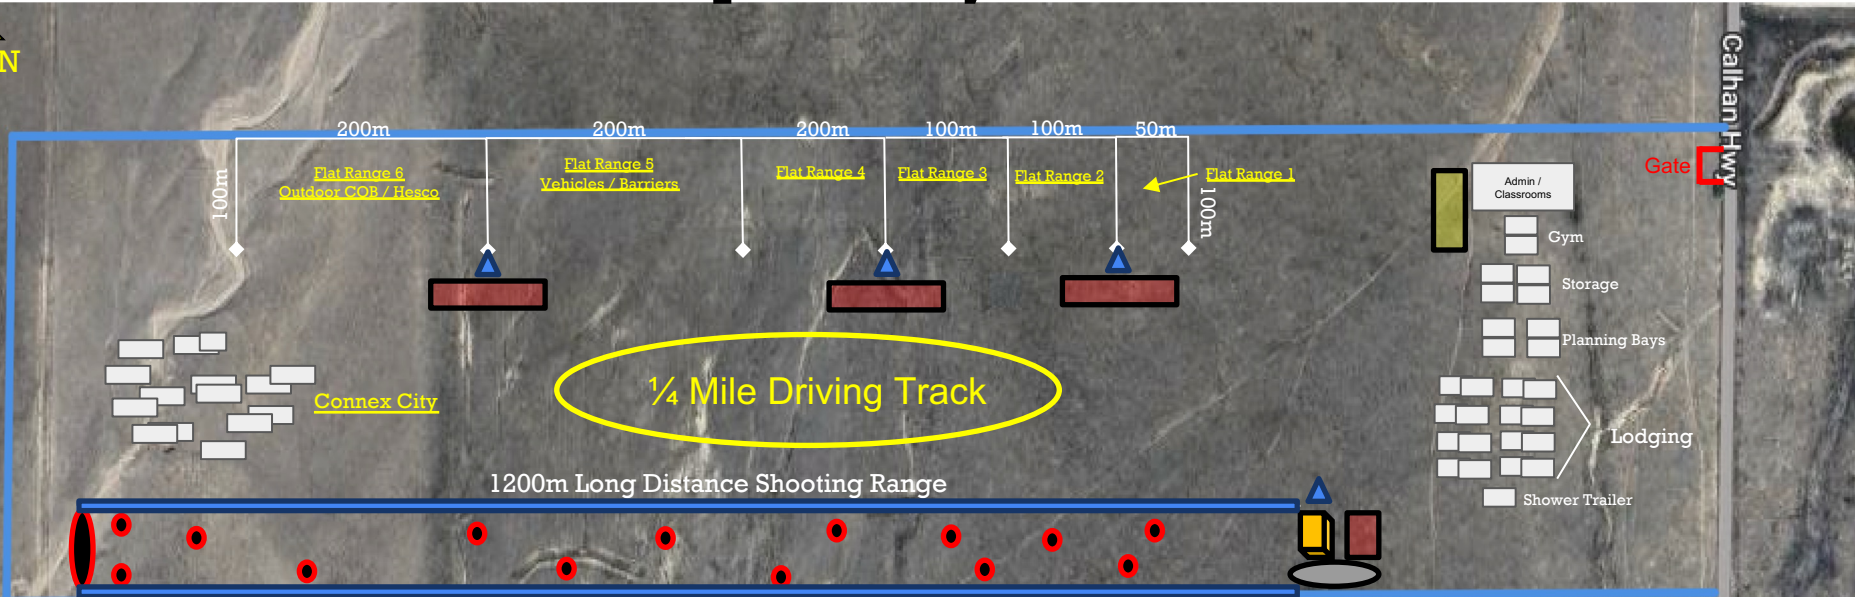 N
Calhan Hwy
200m
200m
200m
100m
100m
50m
Gate
Flat Range 6
Outdoor COB / Hesco
Flat Range 5
Vehicles / Barriers
Flat Range 4
Flat Range 3
Flat Range 2
Flat Range 1
100m
100m
Admin /
Classrooms
Gym
Storage
Planning Bays
¼ Mile Driving Track
Connex City
Lodging
1200m Long Distance Shooting Range
Shower Trailer